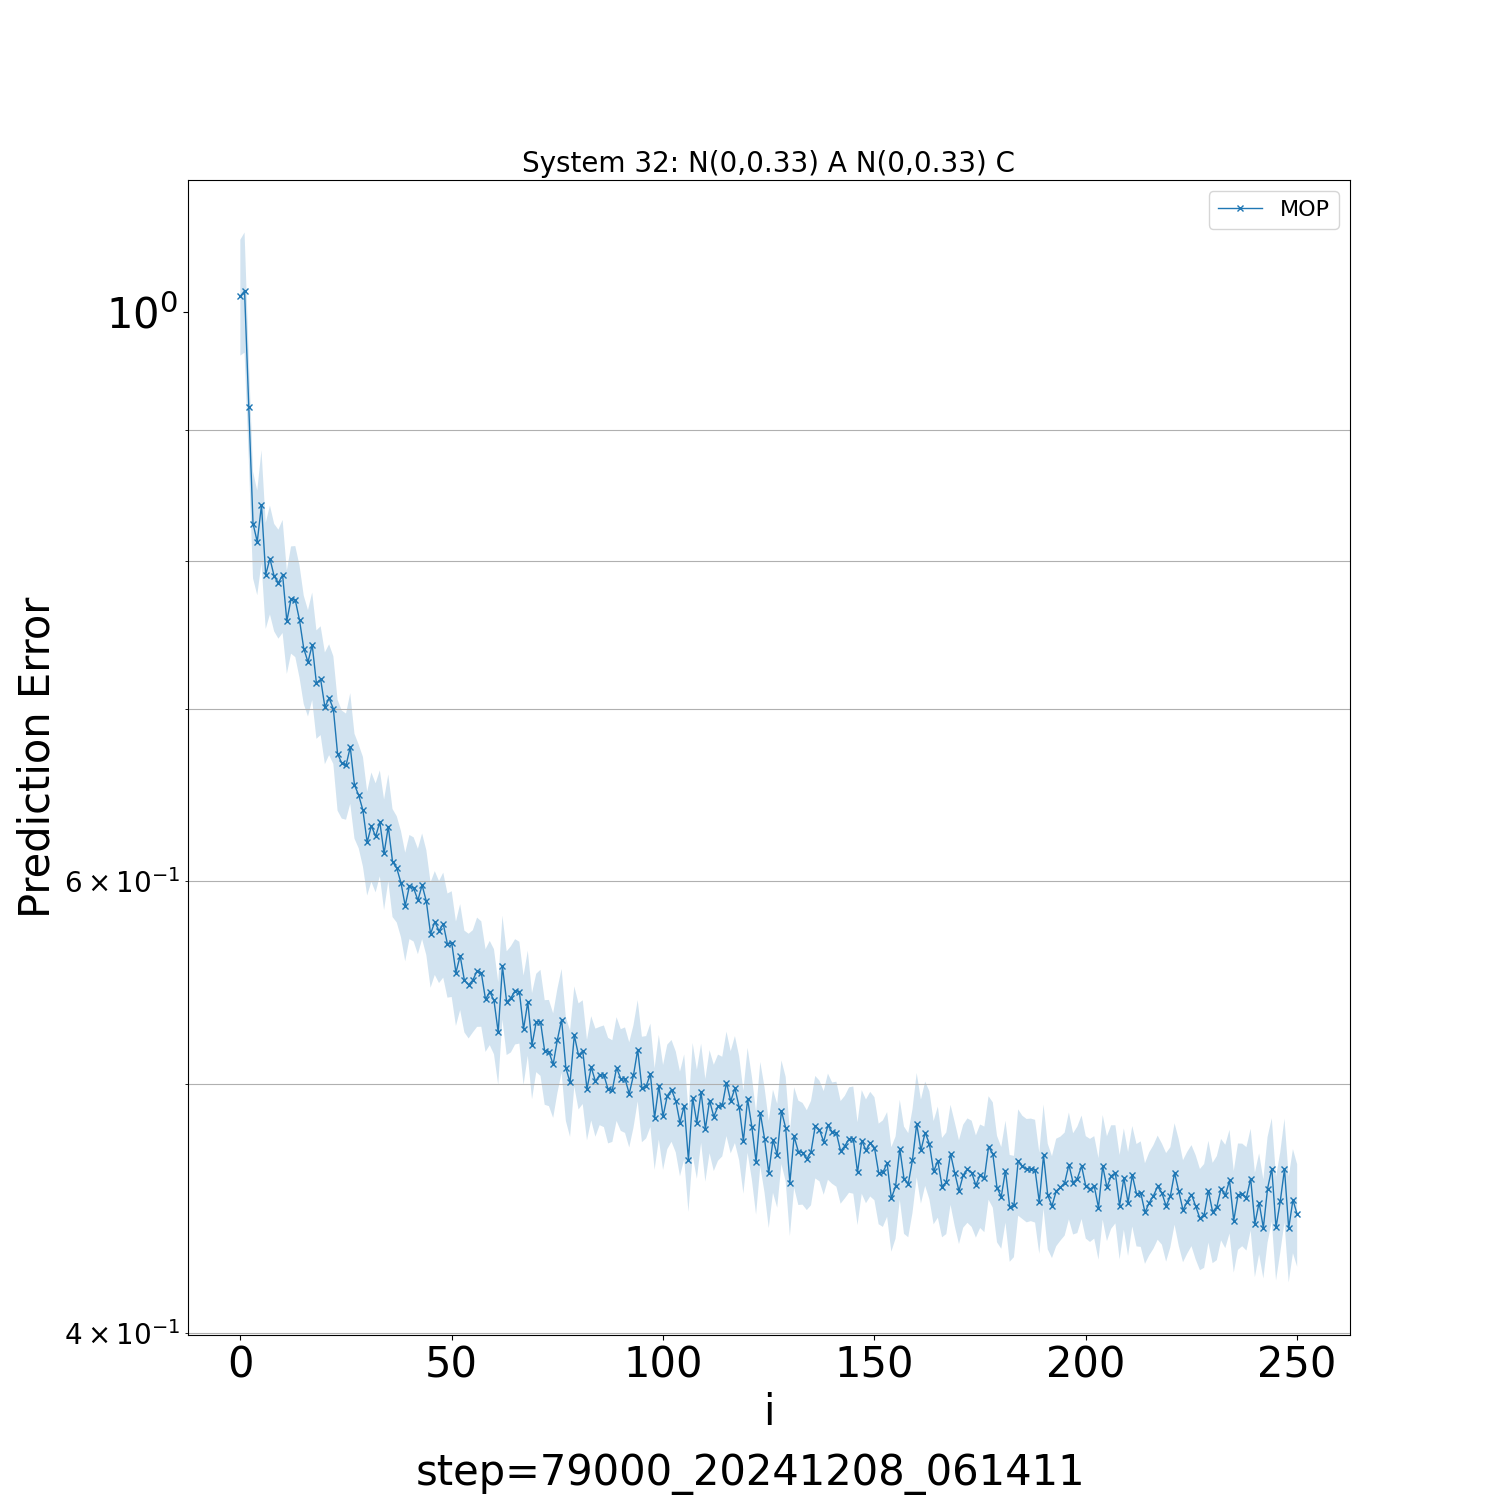 System 32: N(0,0.33) A N(0,0.33) C
MOP
10⁰
6 × 10⁻¹
4 × 10⁻¹
Prediction Error
0 50 100 150 200 250
i
step=79000_20241208_061411